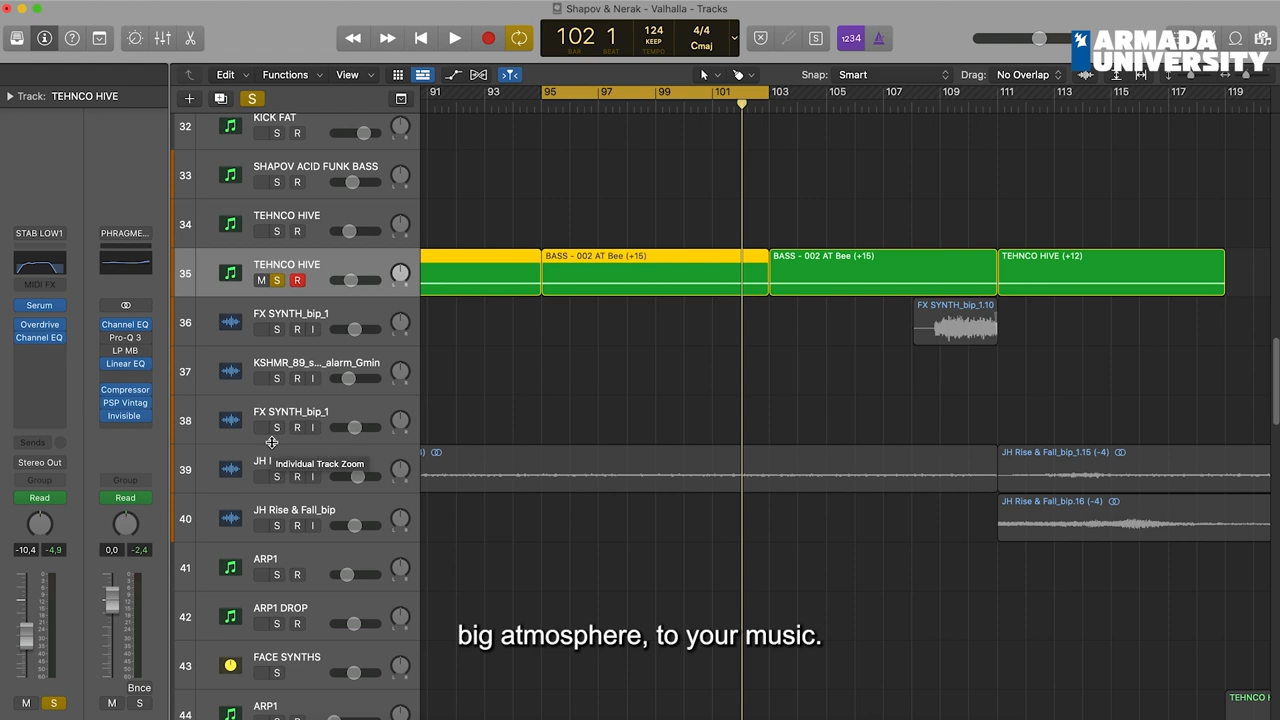 Shapov & Nerak - Valhalla - Tracks
102 1
BAR BEAT
124
KEEP
TEMPO
4/4
Cmaj
1234
ARMADA
UNIVERSITY
Edit Functions View
Snap: Smart
Drag: No Overlap
Track: TEHNCO HIVE
S
91 93 95 97 99 101 103 105 107 109 111 113 115 117 119
32 KICK FAT
S R
33 SHAPOV ACID FUNK BASS
S R
34 TEHNCO HIVE
S R
35 TEHNCO HIVE
M S R
BASS - 002 AT Bee (+15)
BASS - 002 AT Bee (+15)
TEHNCO HIVE (+12)
36 FX SYNTH_bip_1
S R I
FX SYNTH_bip_1.10
37 KSHMR_89_s..._alarm_Gmin
S R I
38 FX SYNTH_bip_1
S R I
39 JH
Individual Track Zoom
S R I
JH Rise & Fall_bip_1.15 (-4)
40 JH Rise & Fall_bip
S R I
JH Rise & Fall_bip.16 (-4)
41 ARP1
S R
42 ARP1 DROP
S R
43 FACE SYNTHS
S
44 ARP1
TEHNCO H
STAB LOW1 PHRAGME...
MIDI FX
Serum
Overdrive
Channel EQ
Channel EQ
Pro-Q 3
LP MB
Linear EQ
Compressor
PSP Vintag
Invisible
Sends
Stereo Out
Group Group
Read Read
-10,4 -4,9 0,0 -2,4
Bnce
M S M S
big atmosphere, to your music.